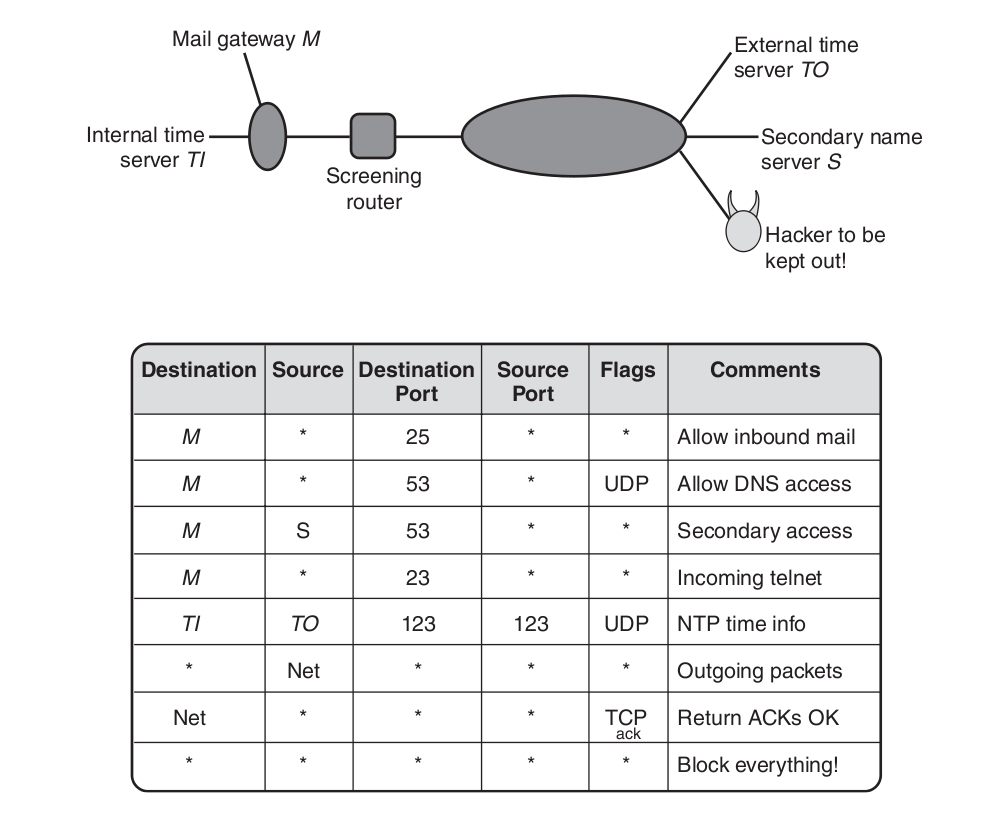 Mail gateway M
External time
server TO
Internal time
server TI
Secondary name
server S
Screening
router
Hacker to be
kept out!
Destination Source Destination Port Source Port Flags Comments
M * 25 * * Allow inbound mail
M * 53 * UDP Allow DNS access
M S 53 * * Secondary access
M * 23 * * Incoming telnet
TI TO 123 123 UDP NTP time info
* Net * * * Outgoing packets
Net * * * TCP ack Return ACKs OK
* * * * * Block everything!